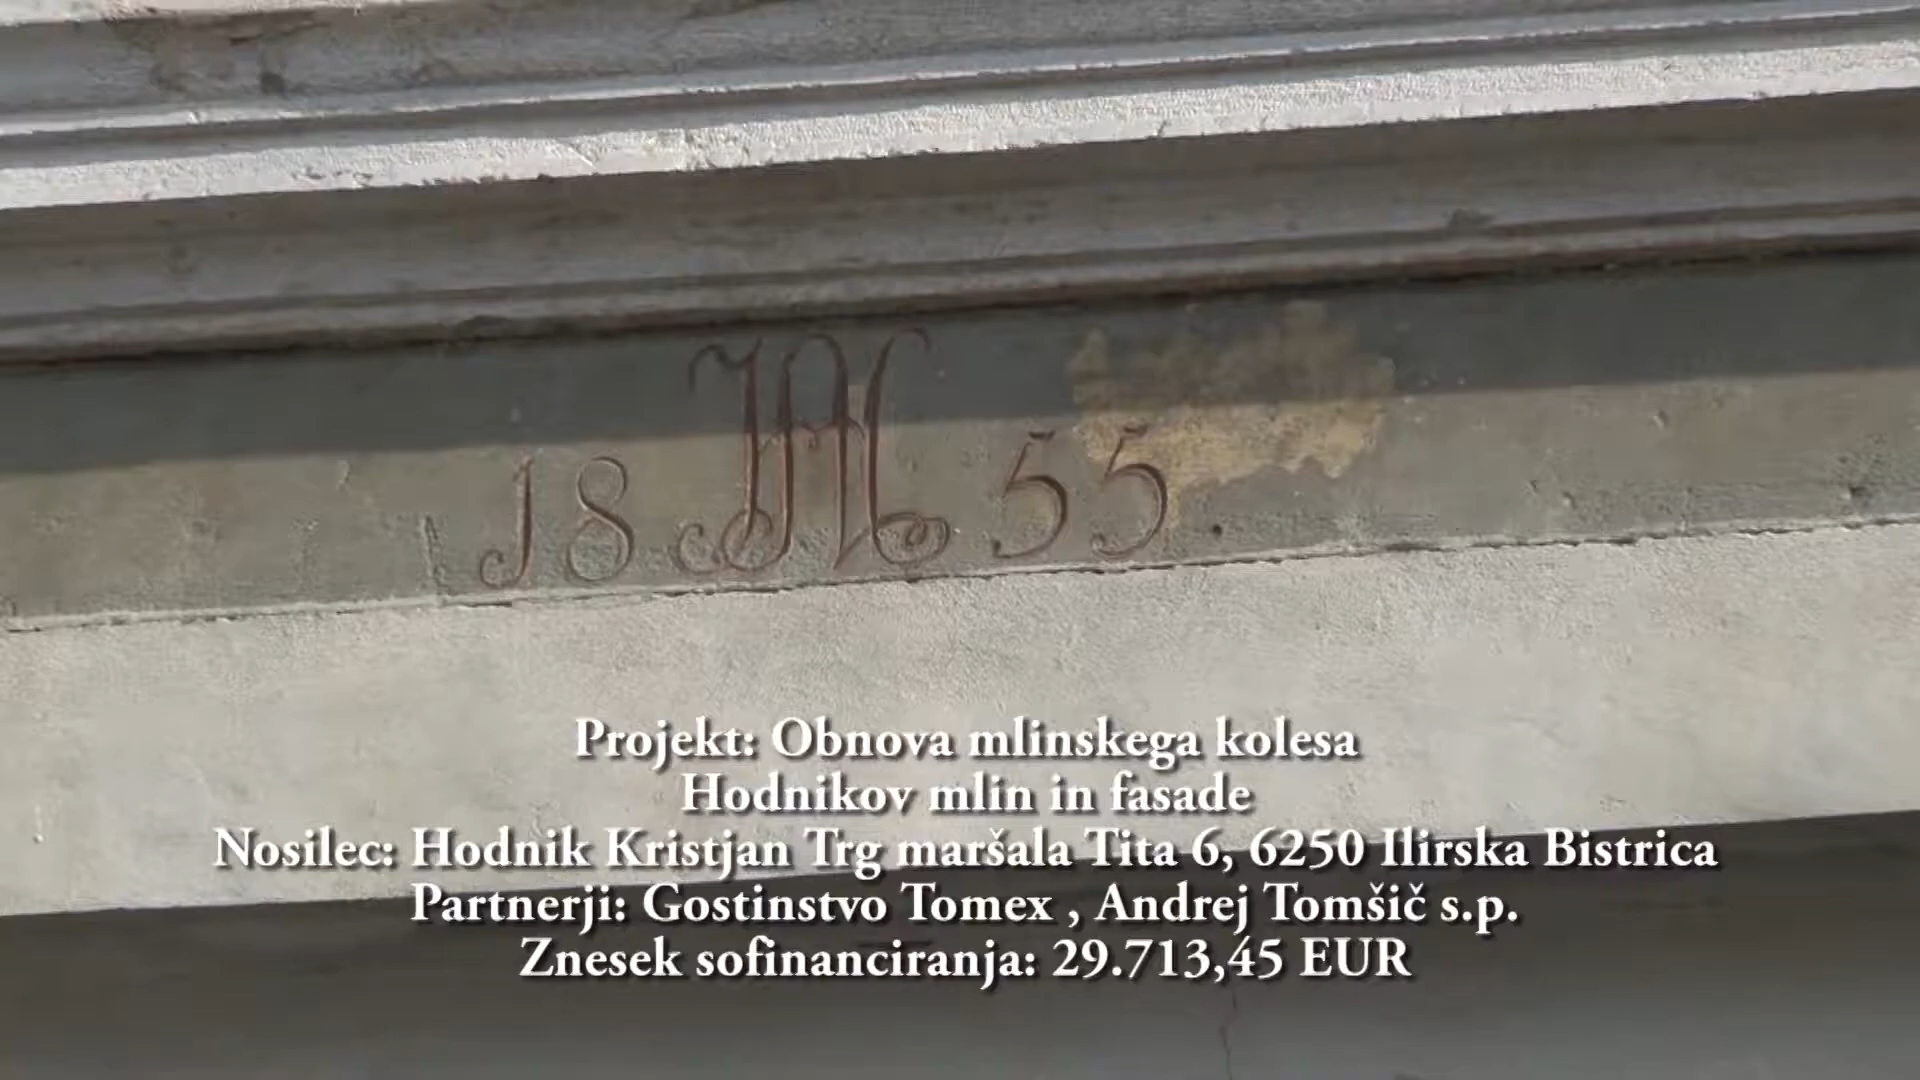 18 JAH 55
Projekt: Obnova mlinskega kolesa
Hodnikov mlin in fasade
Nosilec: Hodnik Kristjan Trg maršala Tita 6, 6250 Ilirska Bistrica
Partnerji: Gostinstvo Tomex , Andrej Tomšič s.p.
Znesek sofinanciranja: 29.713,45 EUR